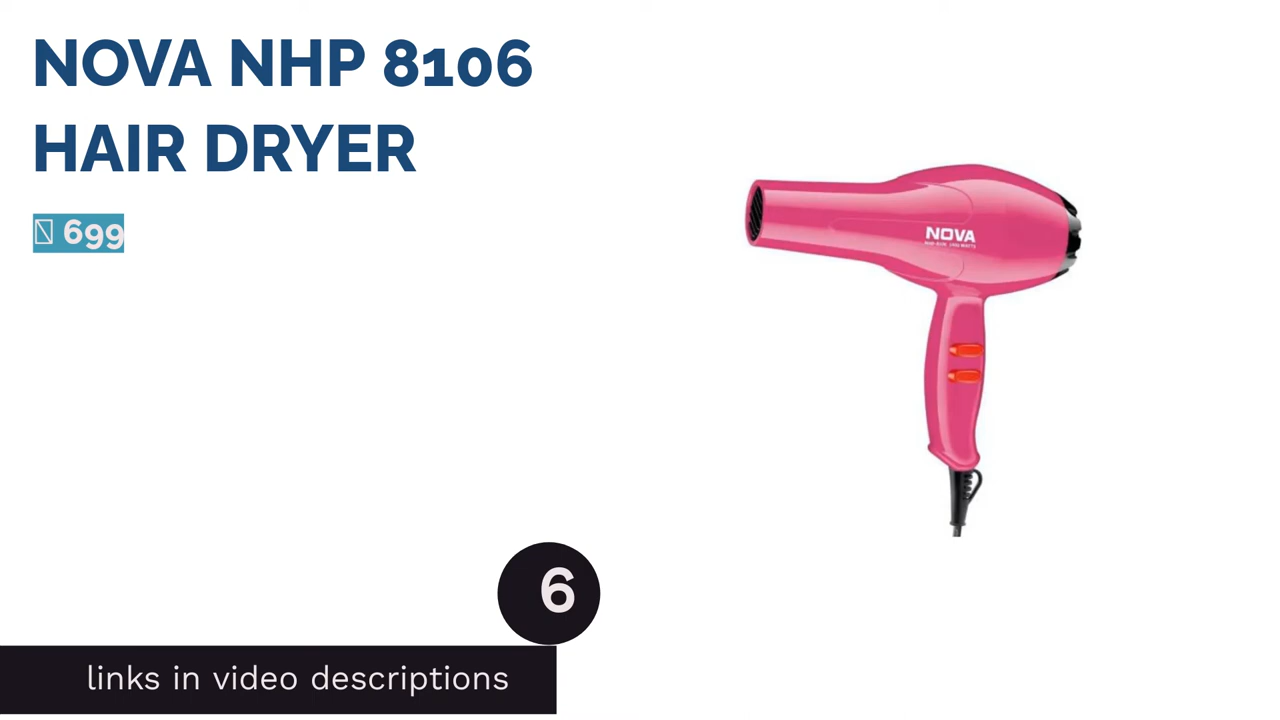 NOVA NHP 8106
HAIR DRYER
699
NOVA
6
links in video descriptions